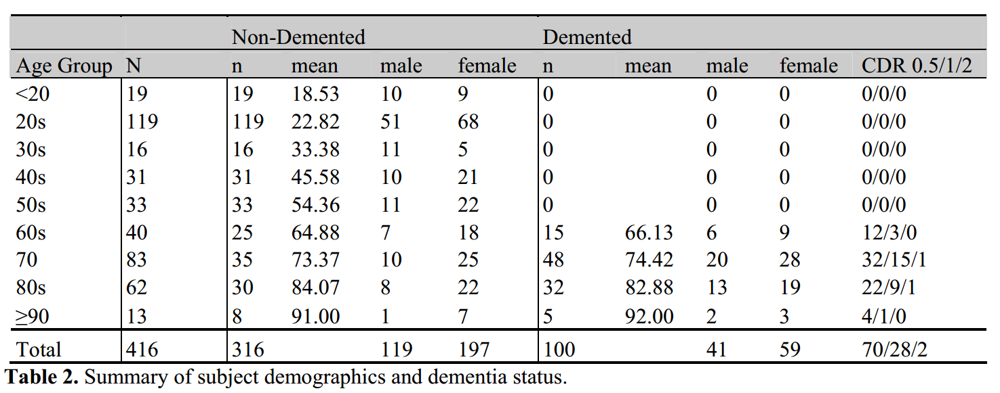 Non-Demented Demented
Age Group N n mean male female n mean male female CDR 0.5/1/2
<20 19 19 18.53 10 9 0 0 0 0/0/0
20s 119 119 22.82 51 68 0 0 0 0/0/0
30s 16 16 33.38 11 5 0 0 0 0/0/0
40s 31 31 45.58 10 21 0 0 0 0/0/0
50s 33 33 54.36 11 22 0 0 0 0/0/0
60s 40 25 64.88 7 18 15 66.13 6 9 12/3/0
70 83 35 73.37 10 25 48 74.42 20 28 32/15/1
80s 62 30 84.07 8 22 32 82.88 13 19 22/9/1
≥90 13 8 91.00 1 7 5 92.00 2 3 4/1/0
Total 416 316 119 197 100 41 59 70/28/2
Table 2. Summary of subject demographics and dementia status.